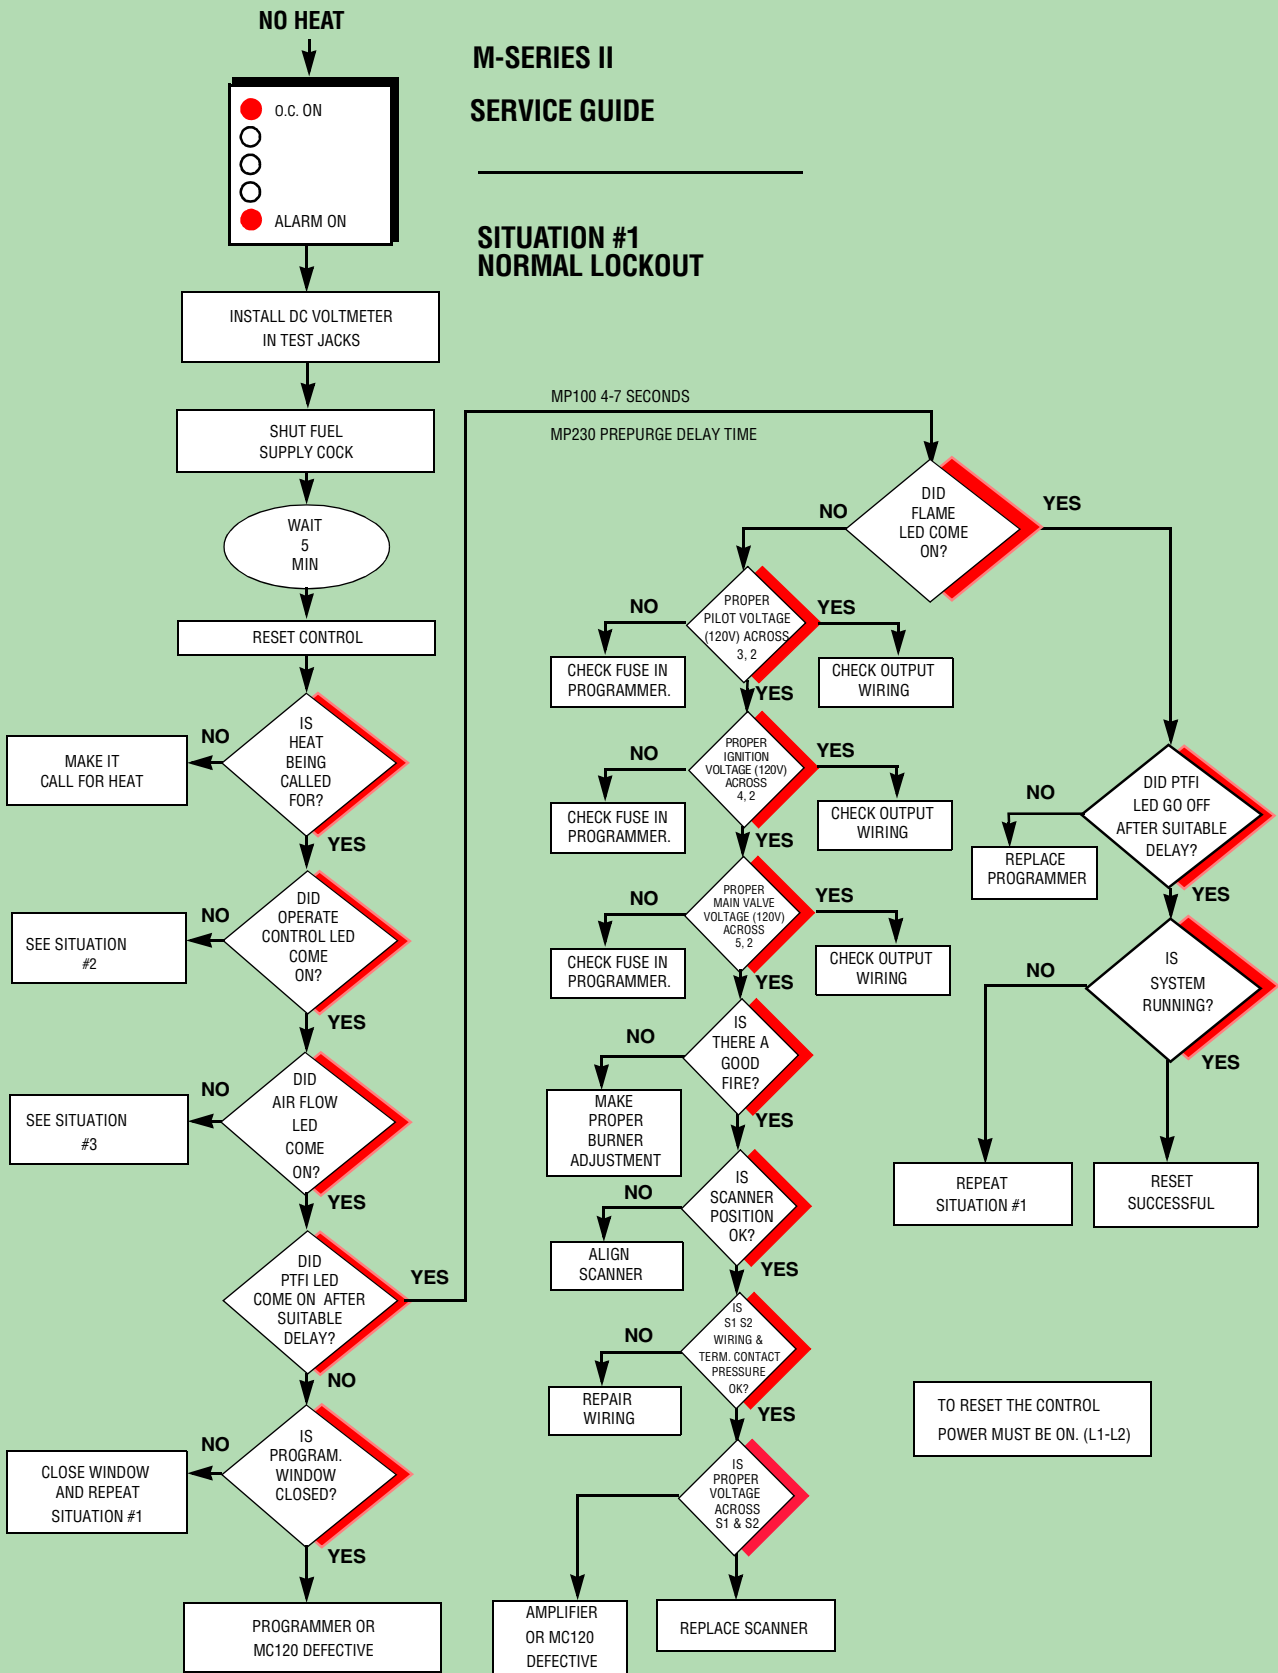 NO HEAT
M-SERIES II
SERVICE GUIDE
O.C. ON
ALARM ON
SITUATION #1
NORMAL LOCKOUT
INSTALL DC VOLTMETER
IN TEST JACKS
SHUT FUEL
SUPPLY COCK
WAIT
5
MIN
RESET CONTROL
IS
HEAT
BEING
CALLED
FOR?
NO
MAKE IT
CALL FOR HEAT
YES
DID
OPERATE
CONTROL LED
COME
ON?
NO
SEE SITUATION
#2
YES
DID
AIR FLOW
LED
COME
ON?
NO
SEE SITUATION
#3
YES
DID
PTFI LED
COME ON AFTER
SUITABLE
DELAY?
YES
NO
IS
PROGRAM.
WINDOW
CLOSED?
NO
CLOSE WINDOW
AND REPEAT
SITUATION #1
YES
PROGRAMMER OR
MC120 DEFECTIVE
MP100 4-7 SECONDS
MP230 PREPURGE DELAY TIME
DID
FLAME
LED COME
ON?
NO
YES
PROPER
PILOT VOLTAGE
(120V) ACROSS
3, 2
NO
CHECK FUSE IN
PROGRAMMER.
YES
CHECK OUTPUT
WIRING
YES
PROPER
IGNITION
VOLTAGE (120V)
ACROSS
4, 2
NO
CHECK FUSE IN
PROGRAMMER.
YES
CHECK OUTPUT
WIRING
YES
PROPER
MAIN VALVE
VOLTAGE (120V)
ACROSS
5, 2
NO
CHECK FUSE IN
PROGRAMMER.
YES
CHECK OUTPUT
WIRING
YES
IS
THERE A
GOOD
FIRE?
NO
MAKE
PROPER
BURNER
ADJUSTMENT
YES
IS
SCANNER
POSITION
OK?
NO
ALIGN
SCANNER
YES
IS
S1 S2
WIRING &
TERM. CONTACT
PRESSURE
OK?
NO
REPAIR
WIRING
YES
IS
PROPER
VOLTAGE
ACROSS
S1 & S2
AMPLIFIER
OR MC120
DEFECTIVE
REPLACE SCANNER
DID PTFI
LED GO OFF
AFTER SUITABLE
DELAY?
NO
REPLACE
PROGRAMMER
YES
IS
SYSTEM
RUNNING?
NO
YES
REPEAT
SITUATION #1
RESET
SUCCESSFUL
TO RESET THE CONTROL
POWER MUST BE ON. (L1-L2)